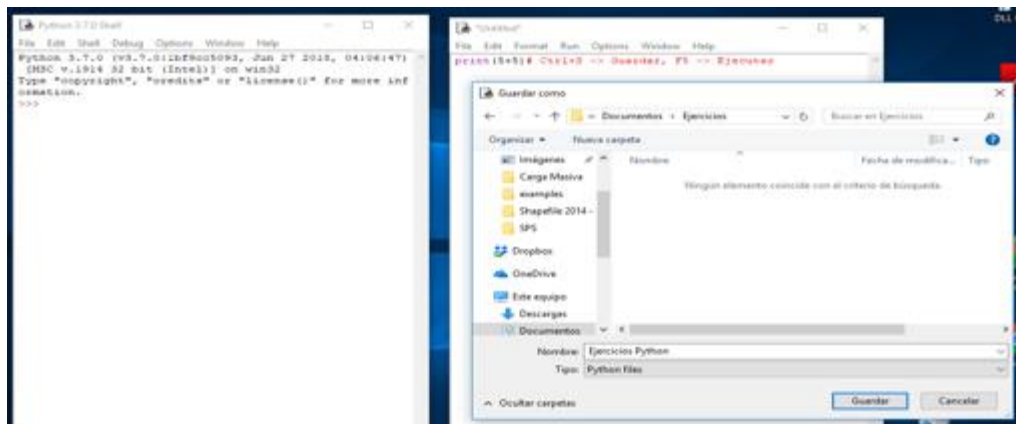 Python 3.7.0 Shell
File Edit Shell Debug Options Window Help
Python 3.7.0 (v3.7.0:1bf9cc5093, Jun 27 2018, 04:06:47)
[MSC v.1914 32 bit (Intel)] on win32
Type "copyright", "credits" or "license()" for more inf
ormation.
>>>
*Untitled*
File Edit Format Run Options Window Help
print(5+5)# Ctrl+S -> Guardar, F5 -> Ejecutar
Guardar como
Documentos > Ejercicios
Buscar en Ejercicios
Organizar Nueva carpeta
Nombre Fecha de modifica... Tipo
Ningún elemento coincide con el criterio de búsqueda.
Imágenes
Carga Masiva
examples
Shapefile 2014 -
SPS
Dropbox
OneDrive
Este equipo
Descargas
Documentos
Nombre: Ejercicios Python
Tipo: Python files
Ocultar carpetas
Guardar Cancelar
DLL